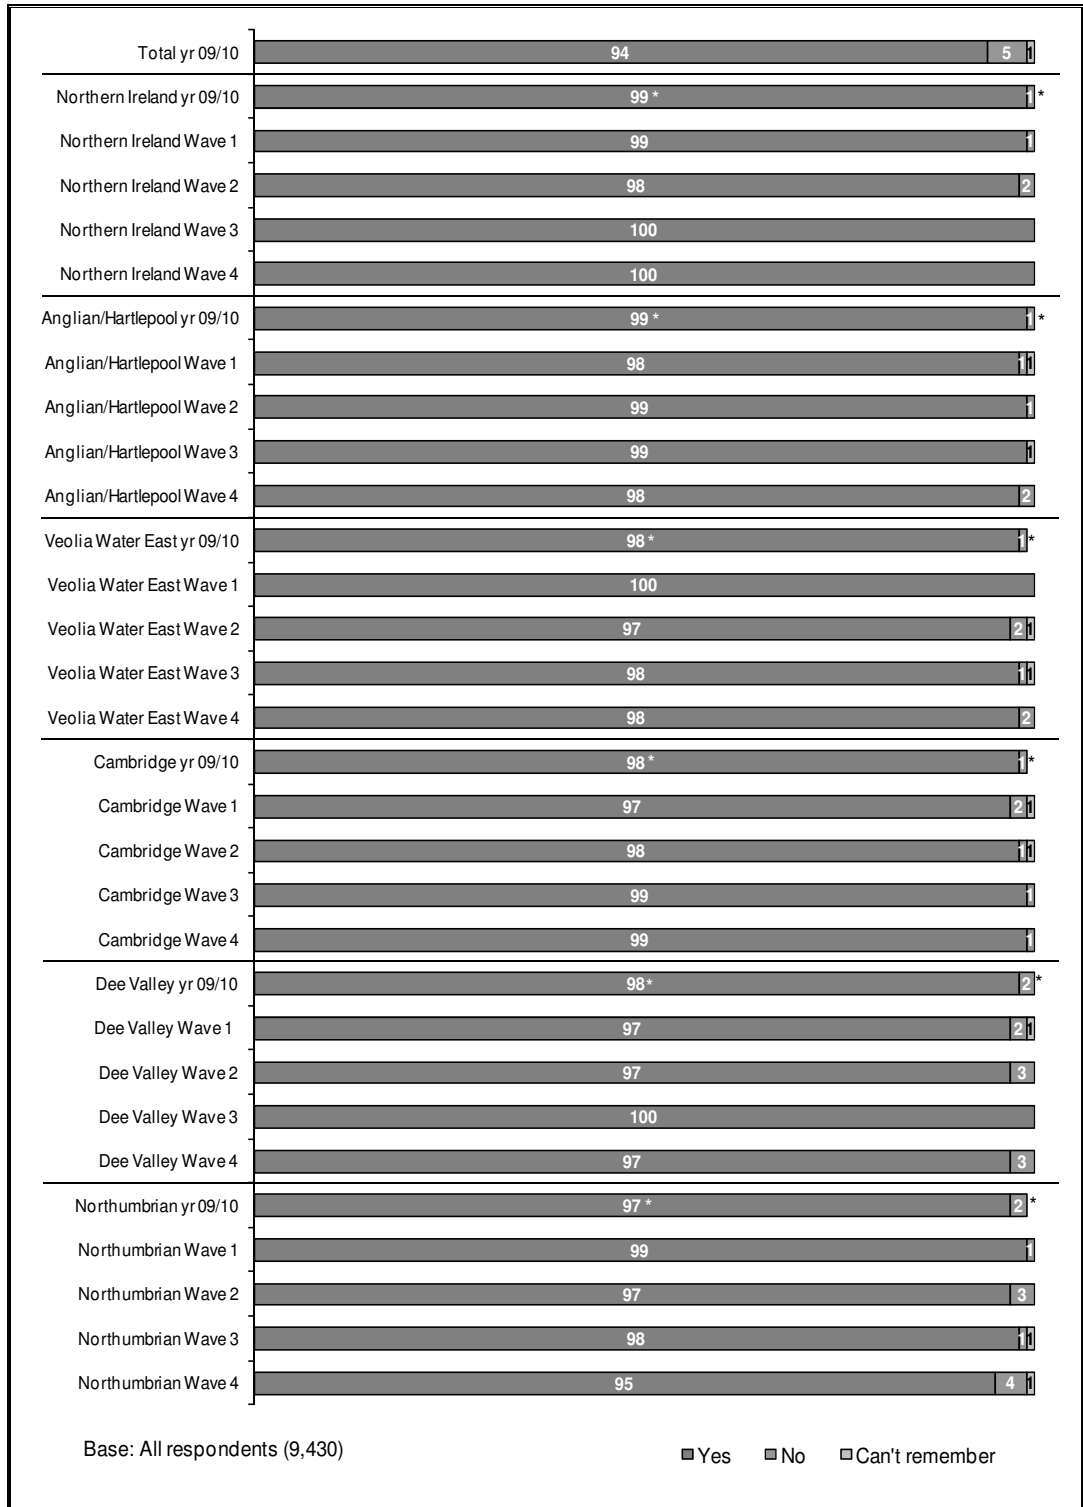 Total yr 09/10 94 5 1
Northern Ireland yr 09/10 99 * 1 *
Northern Ireland Wave 1 99 1
Northern Ireland Wave 2 98 2
Northern Ireland Wave 3 100
Northern Ireland Wave 4 100
Anglian/Hartlepool yr 09/10 99 * 1 *
Anglian/Hartlepool Wave 1 98 1 1
Anglian/Hartlepool Wave 2 99 1
Anglian/Hartlepool Wave 3 99 1
Anglian/Hartlepool Wave 4 98 2
Veolia Water East yr 09/10 98 * 1 *
Veolia Water East Wave 1 100
Veolia Water East Wave 2 97 2 1
Veolia Water East Wave 3 98 1 1
Veolia Water East Wave 4 98 2
Cambridge yr 09/10 98 * 1 *
Cambridge Wave 1 97 2 1
Cambridge Wave 2 98 1 1
Cambridge Wave 3 99 1
Cambridge Wave 4 99 1
Dee Valley yr 09/10 98 * 2 *
Dee Valley Wave 1 97 2 1
Dee Valley Wave 2 97 3
Dee Valley Wave 3 100
Dee Valley Wave 4 97 3
Northumbrian yr 09/10 97 * 2 *
Northumbrian Wave 1 99 1
Northumbrian Wave 2 97 3
Northumbrian Wave 3 98 1 1
Northumbrian Wave 4 95 4 1
Base: All respondents (9,430) Yes No Can't remember